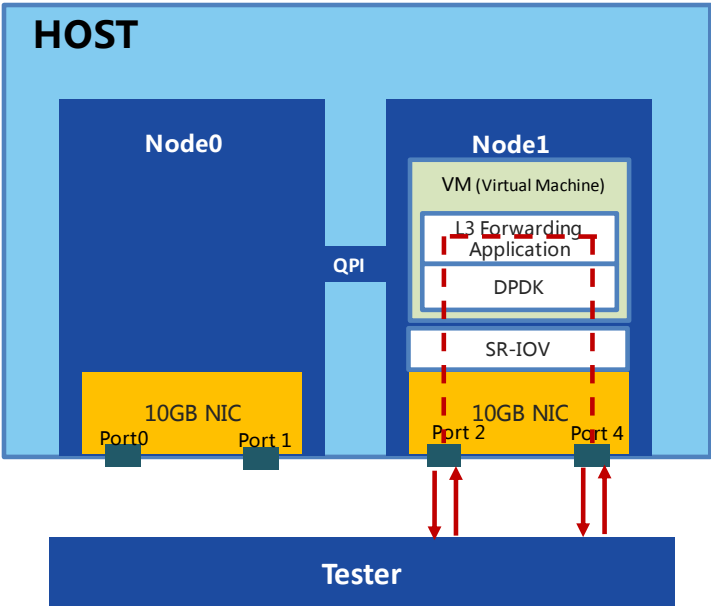 HOST
Node0
Node1
VM (Virtual Machine)
L3 Forwarding
Application
QPI
DPDK
SR-IOV
10GB NIC
10GB NIC
Port0
Port 1
Port 2
Port 4
Tester